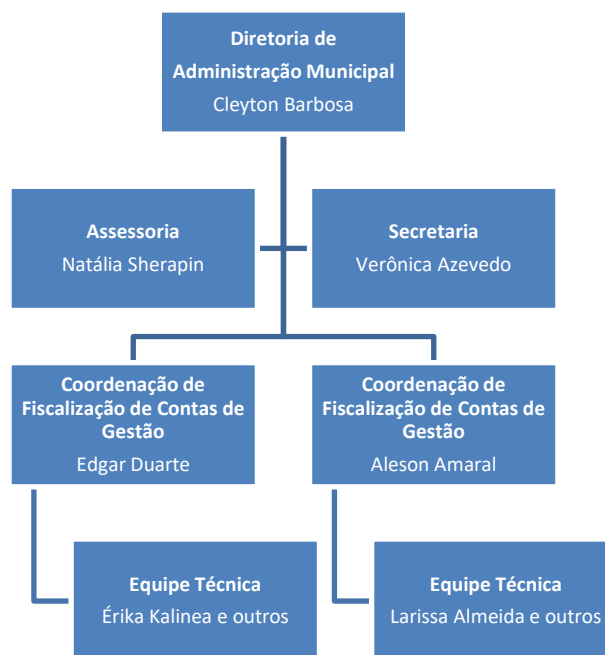 Diretoria de
Administração Municipal
Cleyton Barbosa
Assessoria
Natália Sherapin
Secretaria
Verônica Azevedo
Coordenação de
Fiscalização de Contas de
Gestão
Edgar Duarte
Coordenação de
Fiscalização de Contas de
Gestão
Aleson Amaral
Equipe Técnica
Érika Kalinea e outros
Equipe Técnica
Larissa Almeida e outros